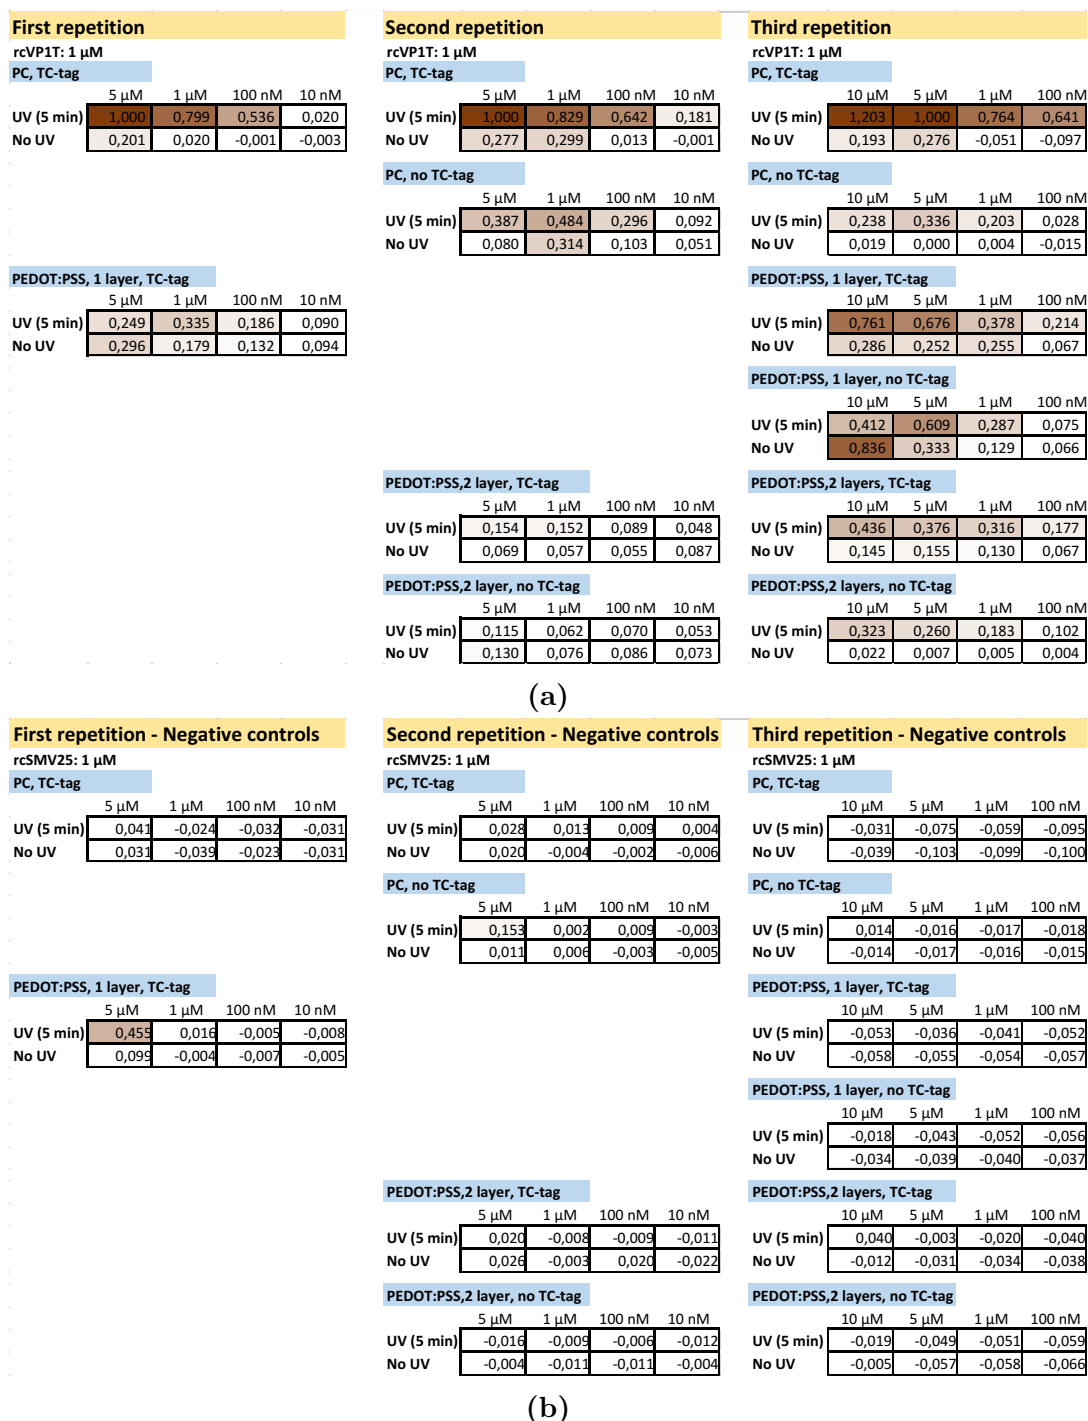 First repetition
rcVP1T: 1 µM
PC, TC-tag
5 µM 1 µM 100 nM 10 nM
UV (5 min) 1,000 0,799 0,536 0,020
No UV 0,201 0,020 -0,001 -0,003
PEDOT:PSS, 1 layer, TC-tag
5 µM 1 µM 100 nM 10 nM
UV (5 min) 0,249 0,335 0,186 0,090
No UV 0,296 0,179 0,132 0,094
Second repetition
rcVP1T: 1 µM
PC, TC-tag
5 µM 1 µM 100 nM 10 nM
UV (5 min) 1,000 0,829 0,642 0,181
No UV 0,277 0,299 0,013 -0,001
PC, no TC-tag
5 µM 1 µM 100 nM 10 nM
UV (5 min) 0,387 0,484 0,296 0,092
No UV 0,080 0,314 0,103 0,051
PEDOT:PSS,2 layer, TC-tag
5 µM 1 µM 100 nM 10 nM
UV (5 min) 0,154 0,152 0,089 0,048
No UV 0,069 0,057 0,055 0,087
PEDOT:PSS,2 layer, no TC-tag
5 µM 1 µM 100 nM 10 nM
UV (5 min) 0,115 0,062 0,070 0,053
No UV 0,130 0,076 0,086 0,073
Third repetition
rcVP1T: 1 µM
PC, TC-tag
10 µM 5 µM 1 µM 100 nM
UV (5 min) 1,203 1,000 0,764 0,641
No UV 0,193 0,276 -0,051 -0,097
PC, no TC-tag
10 µM 5 µM 1 µM 100 nM
UV (5 min) 0,238 0,336 0,203 0,028
No UV 0,019 0,000 0,004 -0,015
PEDOT:PSS, 1 layer, TC-tag
10 µM 5 µM 1 µM 100 nM
UV (5 min) 0,761 0,676 0,378 0,214
No UV 0,286 0,252 0,255 0,067
PEDOT:PSS, 1 layer, no TC-tag
10 µM 5 µM 1 µM 100 nM
UV (5 min) 0,412 0,609 0,287 0,075
No UV 0,836 0,333 0,129 0,066
PEDOT:PSS,2 layers, TC-tag
10 µM 5 µM 1 µM 100 nM
UV (5 min) 0,436 0,376 0,316 0,177
No UV 0,145 0,155 0,130 0,067
PEDOT:PSS,2 layers, no TC-tag
10 µM 5 µM 1 µM 100 nM
UV (5 min) 0,323 0,260 0,183 0,102
No UV 0,022 0,007 0,005 0,004
(a)
First repetition - Negative controls
rcSMV25: 1 µM
PC, TC-tag
5 µM 1 µM 100 nM 10 nM
UV (5 min) 0,041 -0,024 -0,032 -0,031
No UV 0,031 -0,039 -0,023 -0,031
PEDOT:PSS, 1 layer, TC-tag
5 µM 1 µM 100 nM 10 nM
UV (5 min) 0,455 0,016 -0,005 -0,008
No UV 0,099 -0,004 -0,007 -0,005
Second repetition - Negative controls
rcSMV25: 1 µM
PC, TC-tag
5 µM 1 µM 100 nM 10 nM
UV (5 min) 0,028 0,013 0,009 0,004
No UV 0,020 -0,004 -0,002 -0,006
PC, no TC-tag
5 µM 1 µM 100 nM 10 nM
UV (5 min) 0,153 0,002 0,009 -0,003
No UV 0,011 0,006 -0,003 -0,005
PEDOT:PSS,2 layer, TC-tag
5 µM 1 µM 100 nM 10 nM
UV (5 min) 0,020 -0,008 -0,009 -0,011
No UV 0,026 -0,003 0,020 -0,022
PEDOT:PSS,2 layer, no TC-tag
5 µM 1 µM 100 nM 10 nM
UV (5 min) -0,016 -0,009 -0,006 -0,012
No UV -0,004 -0,011 -0,011 -0,004
Third repetition - Negative controls
rcSMV25: 1 µM
PC, TC-tag
10 µM 5 µM 1 µM 100 nM
UV (5 min) -0,031 -0,075 -0,059 -0,095
No UV -0,039 -0,103 -0,099 -0,100
PC, no TC-tag
10 µM 5 µM 1 µM 100 nM
UV (5 min) 0,014 -0,016 -0,017 -0,018
No UV -0,014 -0,017 -0,016 -0,015
PEDOT:PSS, 1 layer, TC-tag
10 µM 5 µM 1 µM 100 nM
UV (5 min) -0,053 -0,036 -0,041 -0,052
No UV -0,058 -0,055 -0,054 -0,057
PEDOT:PSS, 1 layer, no TC-tag
10 µM 5 µM 1 µM 100 nM
UV (5 min) -0,018 -0,043 -0,052 -0,056
No UV -0,034 -0,039 -0,040 -0,037
PEDOT:PSS,2 layers, TC-tag
10 µM 5 µM 1 µM 100 nM
UV (5 min) 0,040 -0,003 -0,020 -0,040
No UV -0,012 -0,031 -0,034 -0,038
PEDOT:PSS,2 layers, no TC-tag
10 µM 5 µM 1 µM 100 nM
UV (5 min) -0,019 -0,049 -0,051 -0,059
No UV -0,005 -0,057 -0,058 -0,066
(b)